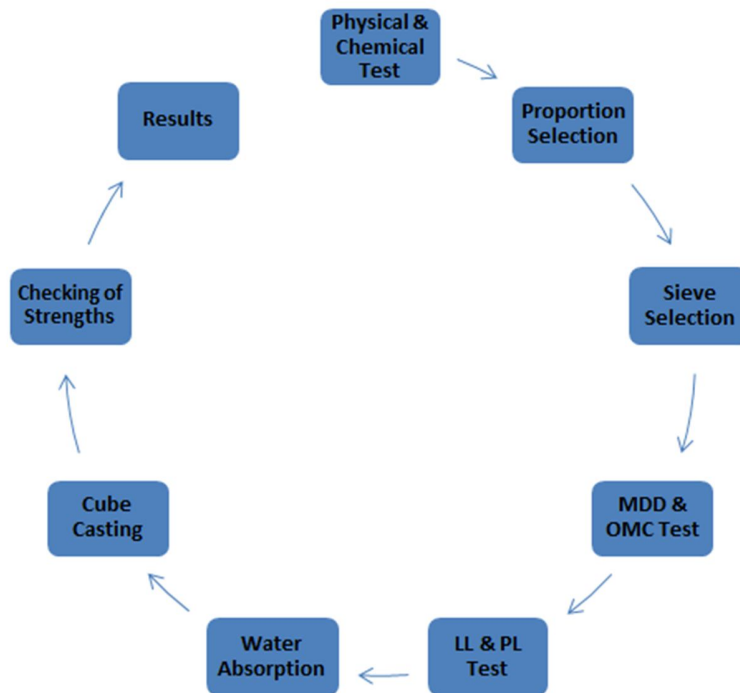 Physical &
Chemical
Test
Proportion
Selection
Sieve
Selection
MDD &
OMC Test
LL & PL
Test
Water
Absorption
Cube
Casting
Checking of
Strengths
Results